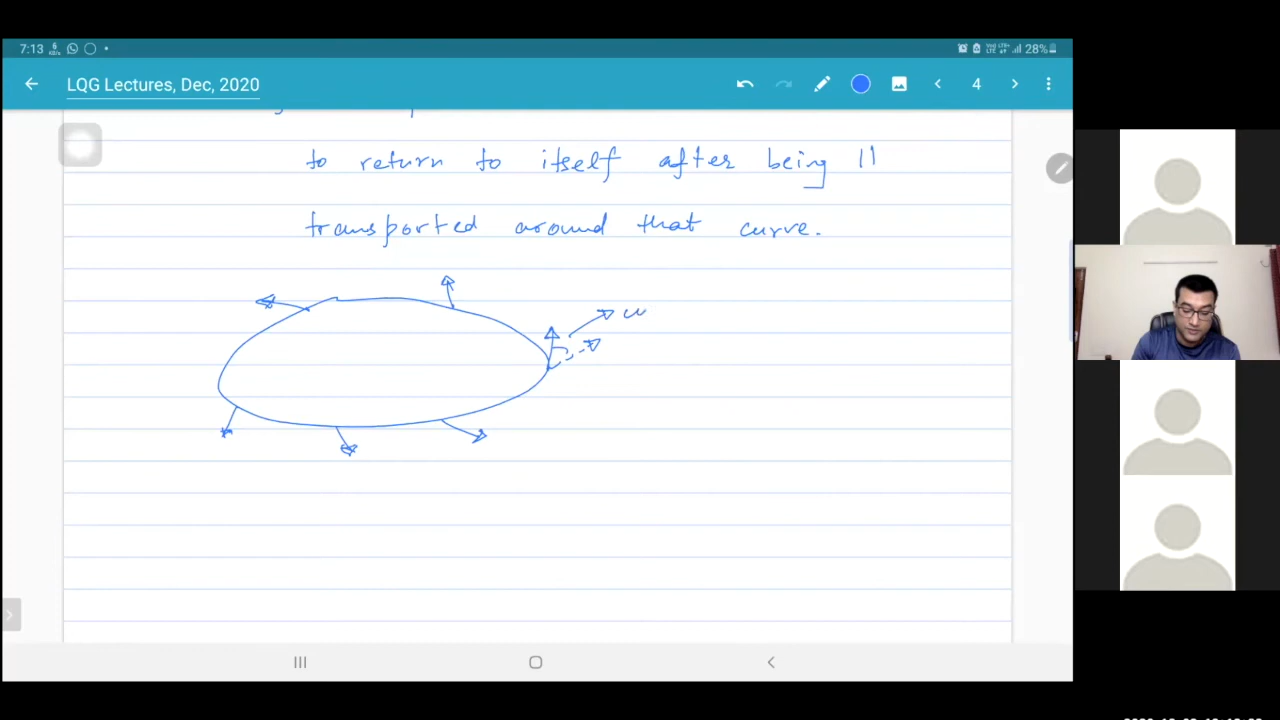 7:13
28%
LQG Lectures, Dec, 2020
4
to return to itself after being ||
transported around that curve.